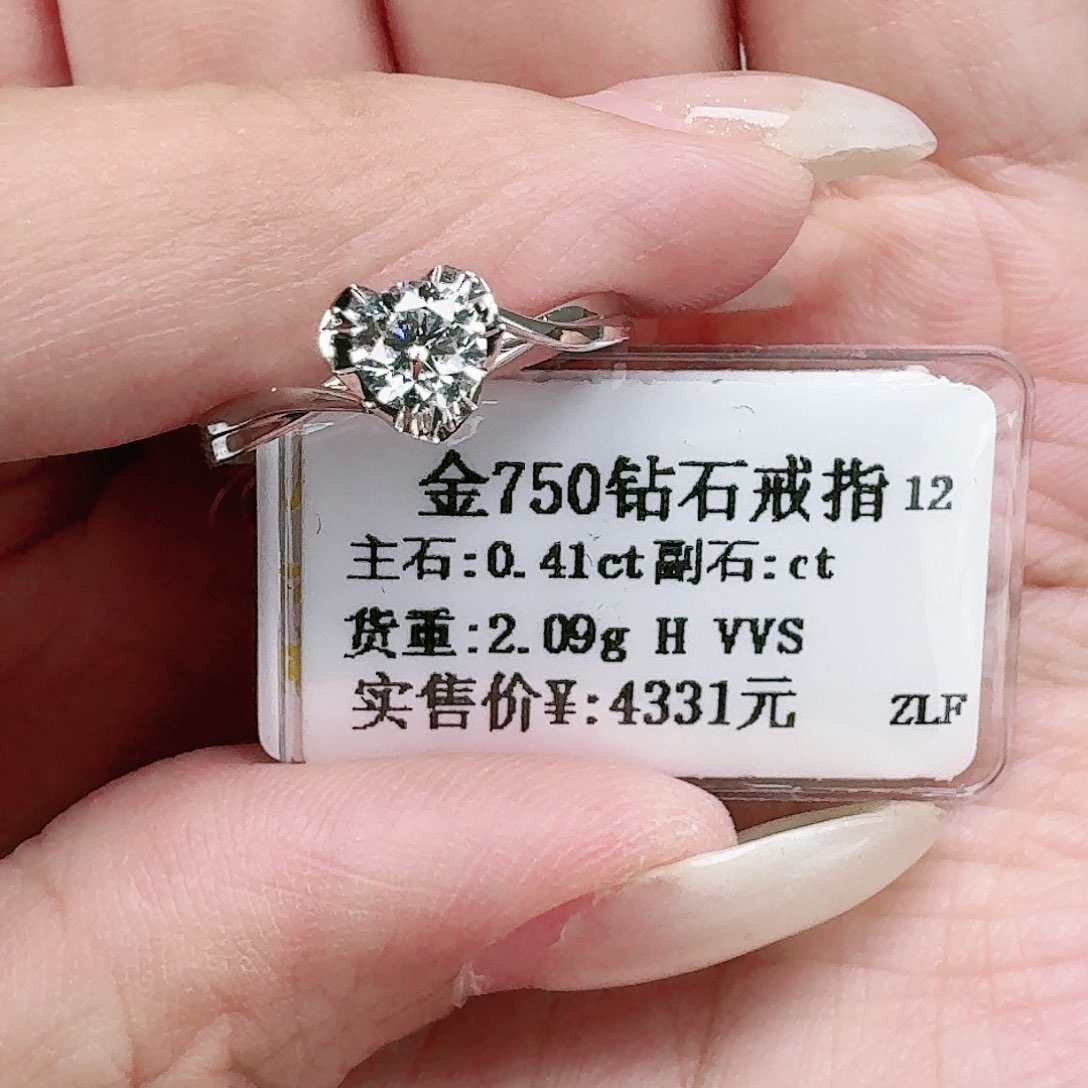 金750钻石戒指 12
主石:0.41ct副石:ct
货重:2.09g H VVS
实售价¥:4331元 ZLF